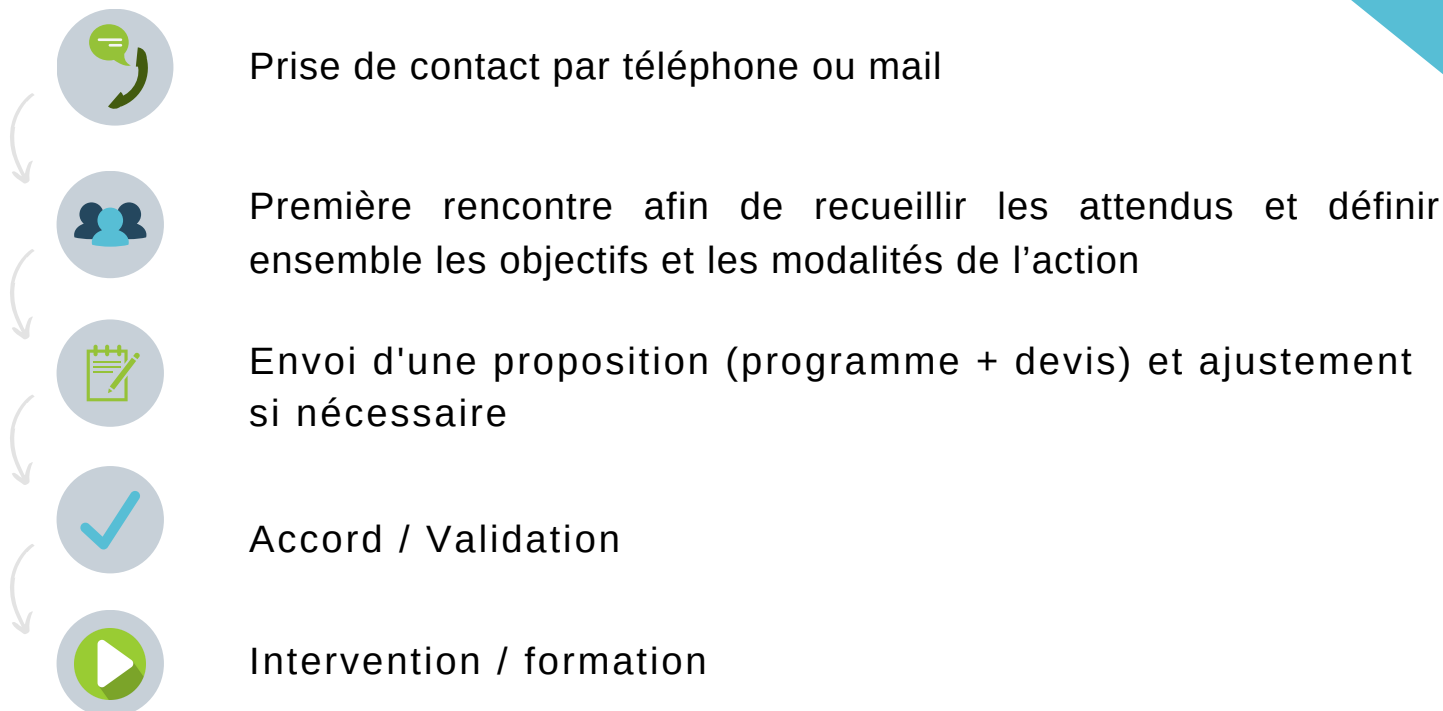 Prise de contact par téléphone ou mail
Première rencontre afin de recueillir les attendus et définir
ensemble les objectifs et les modalités de l’action
Envoi d'une proposition (programme + devis) et ajustement
si nécessaire
Accord / Validation
Intervention / formation